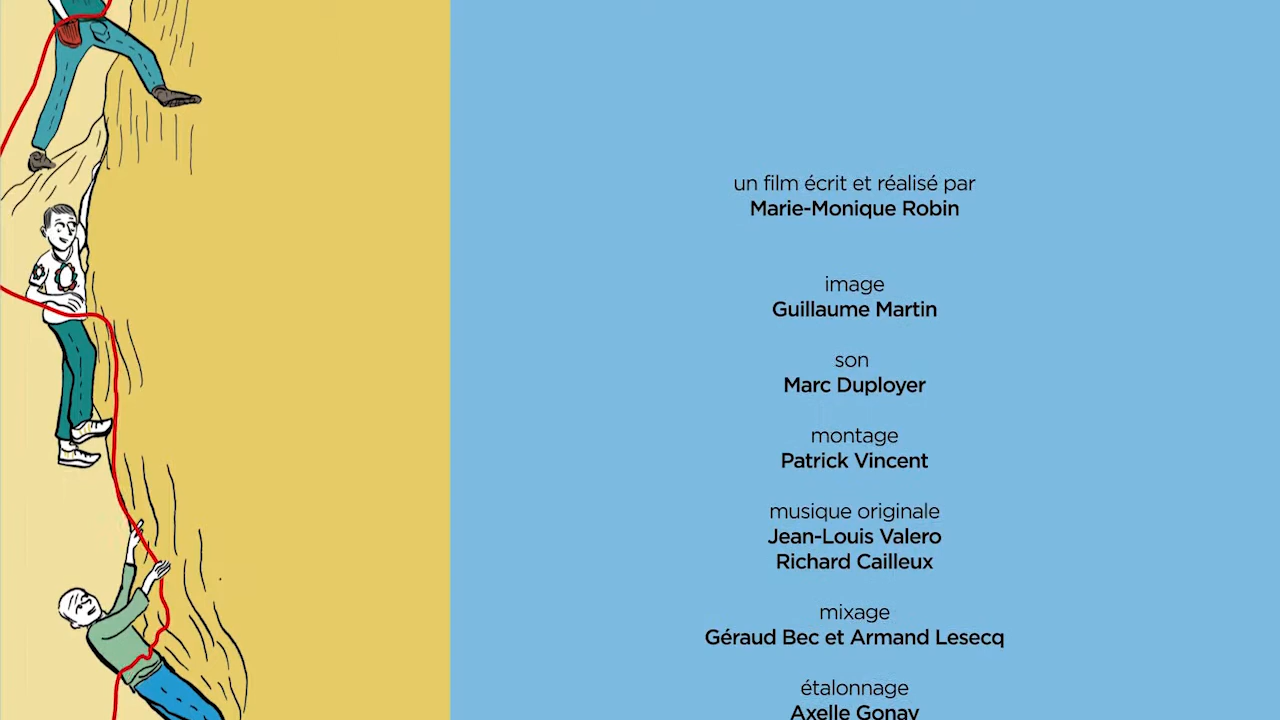 un film écrit et réalisé par
Marie-Monique Robin
image
Guillaume Martin
son
Marc Duployer
montage
Patrick Vincent
musique originale
Jean-Louis Valero
Richard Cailleux
mixage
Géraud Bec et Armand Lesecq
étalonnage
Axelle Gonay